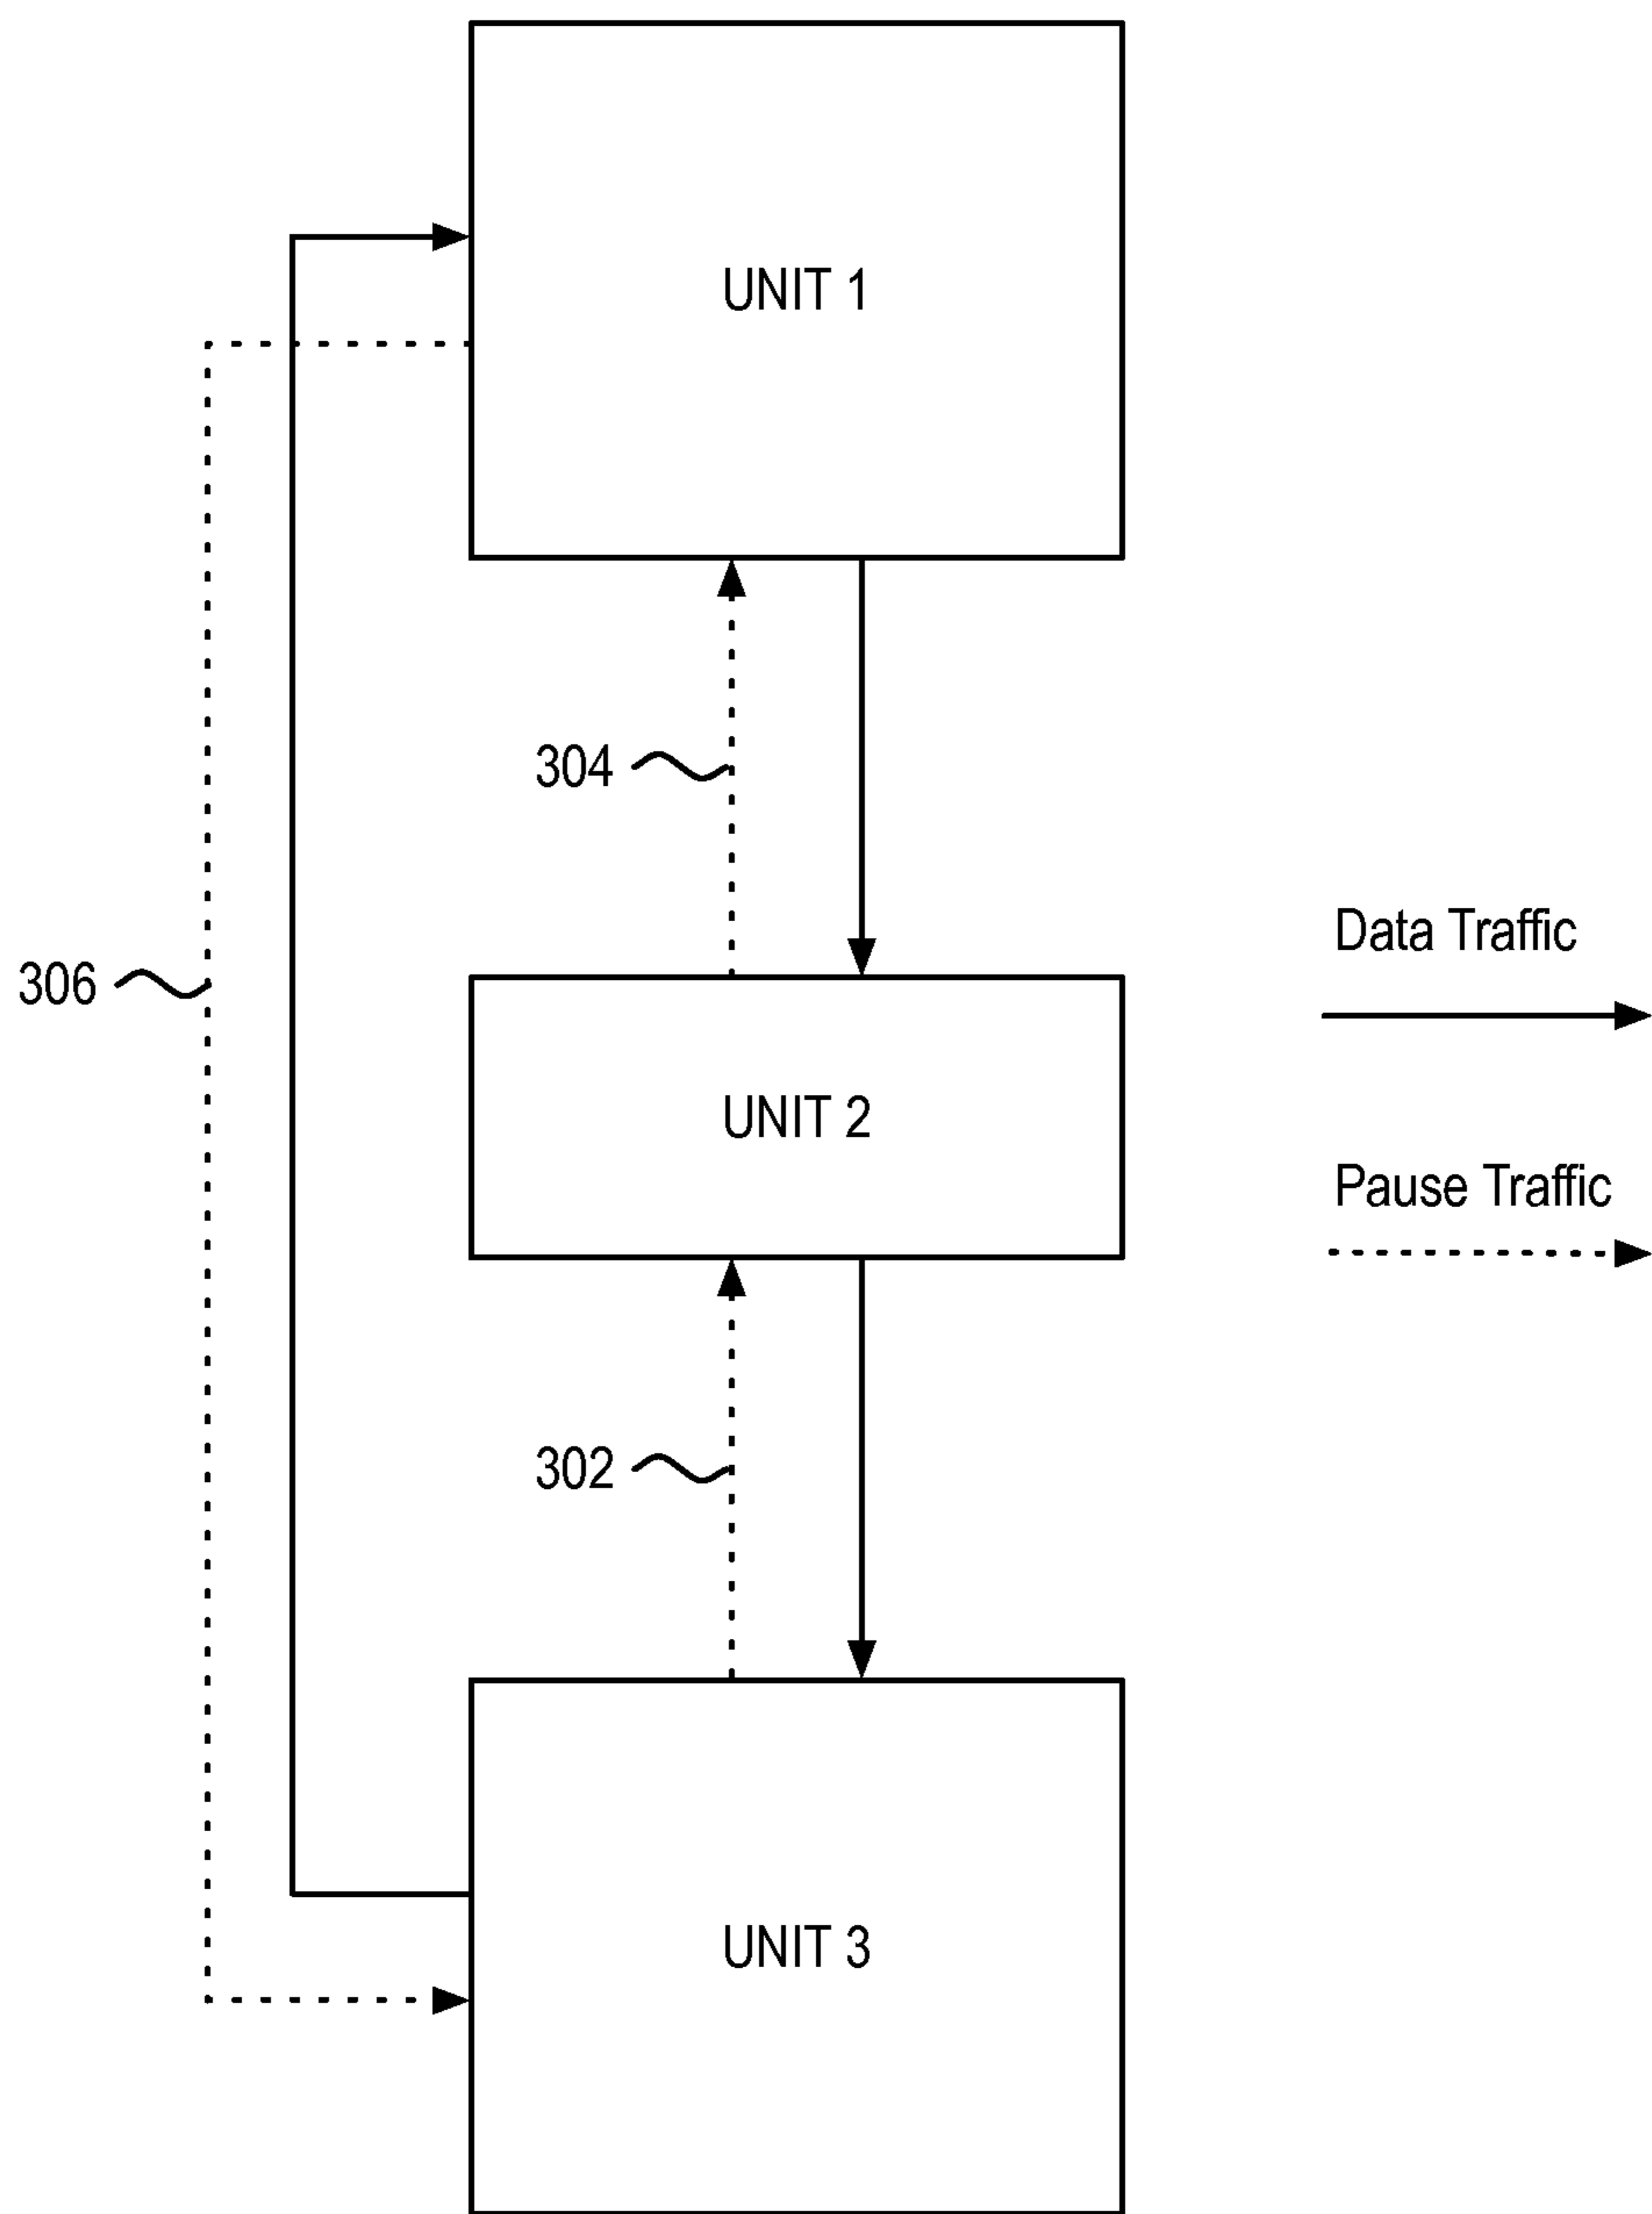 UNIT 1
304
Data Traffic
306
UNIT 2
Pause Traffic
302
UNIT 3